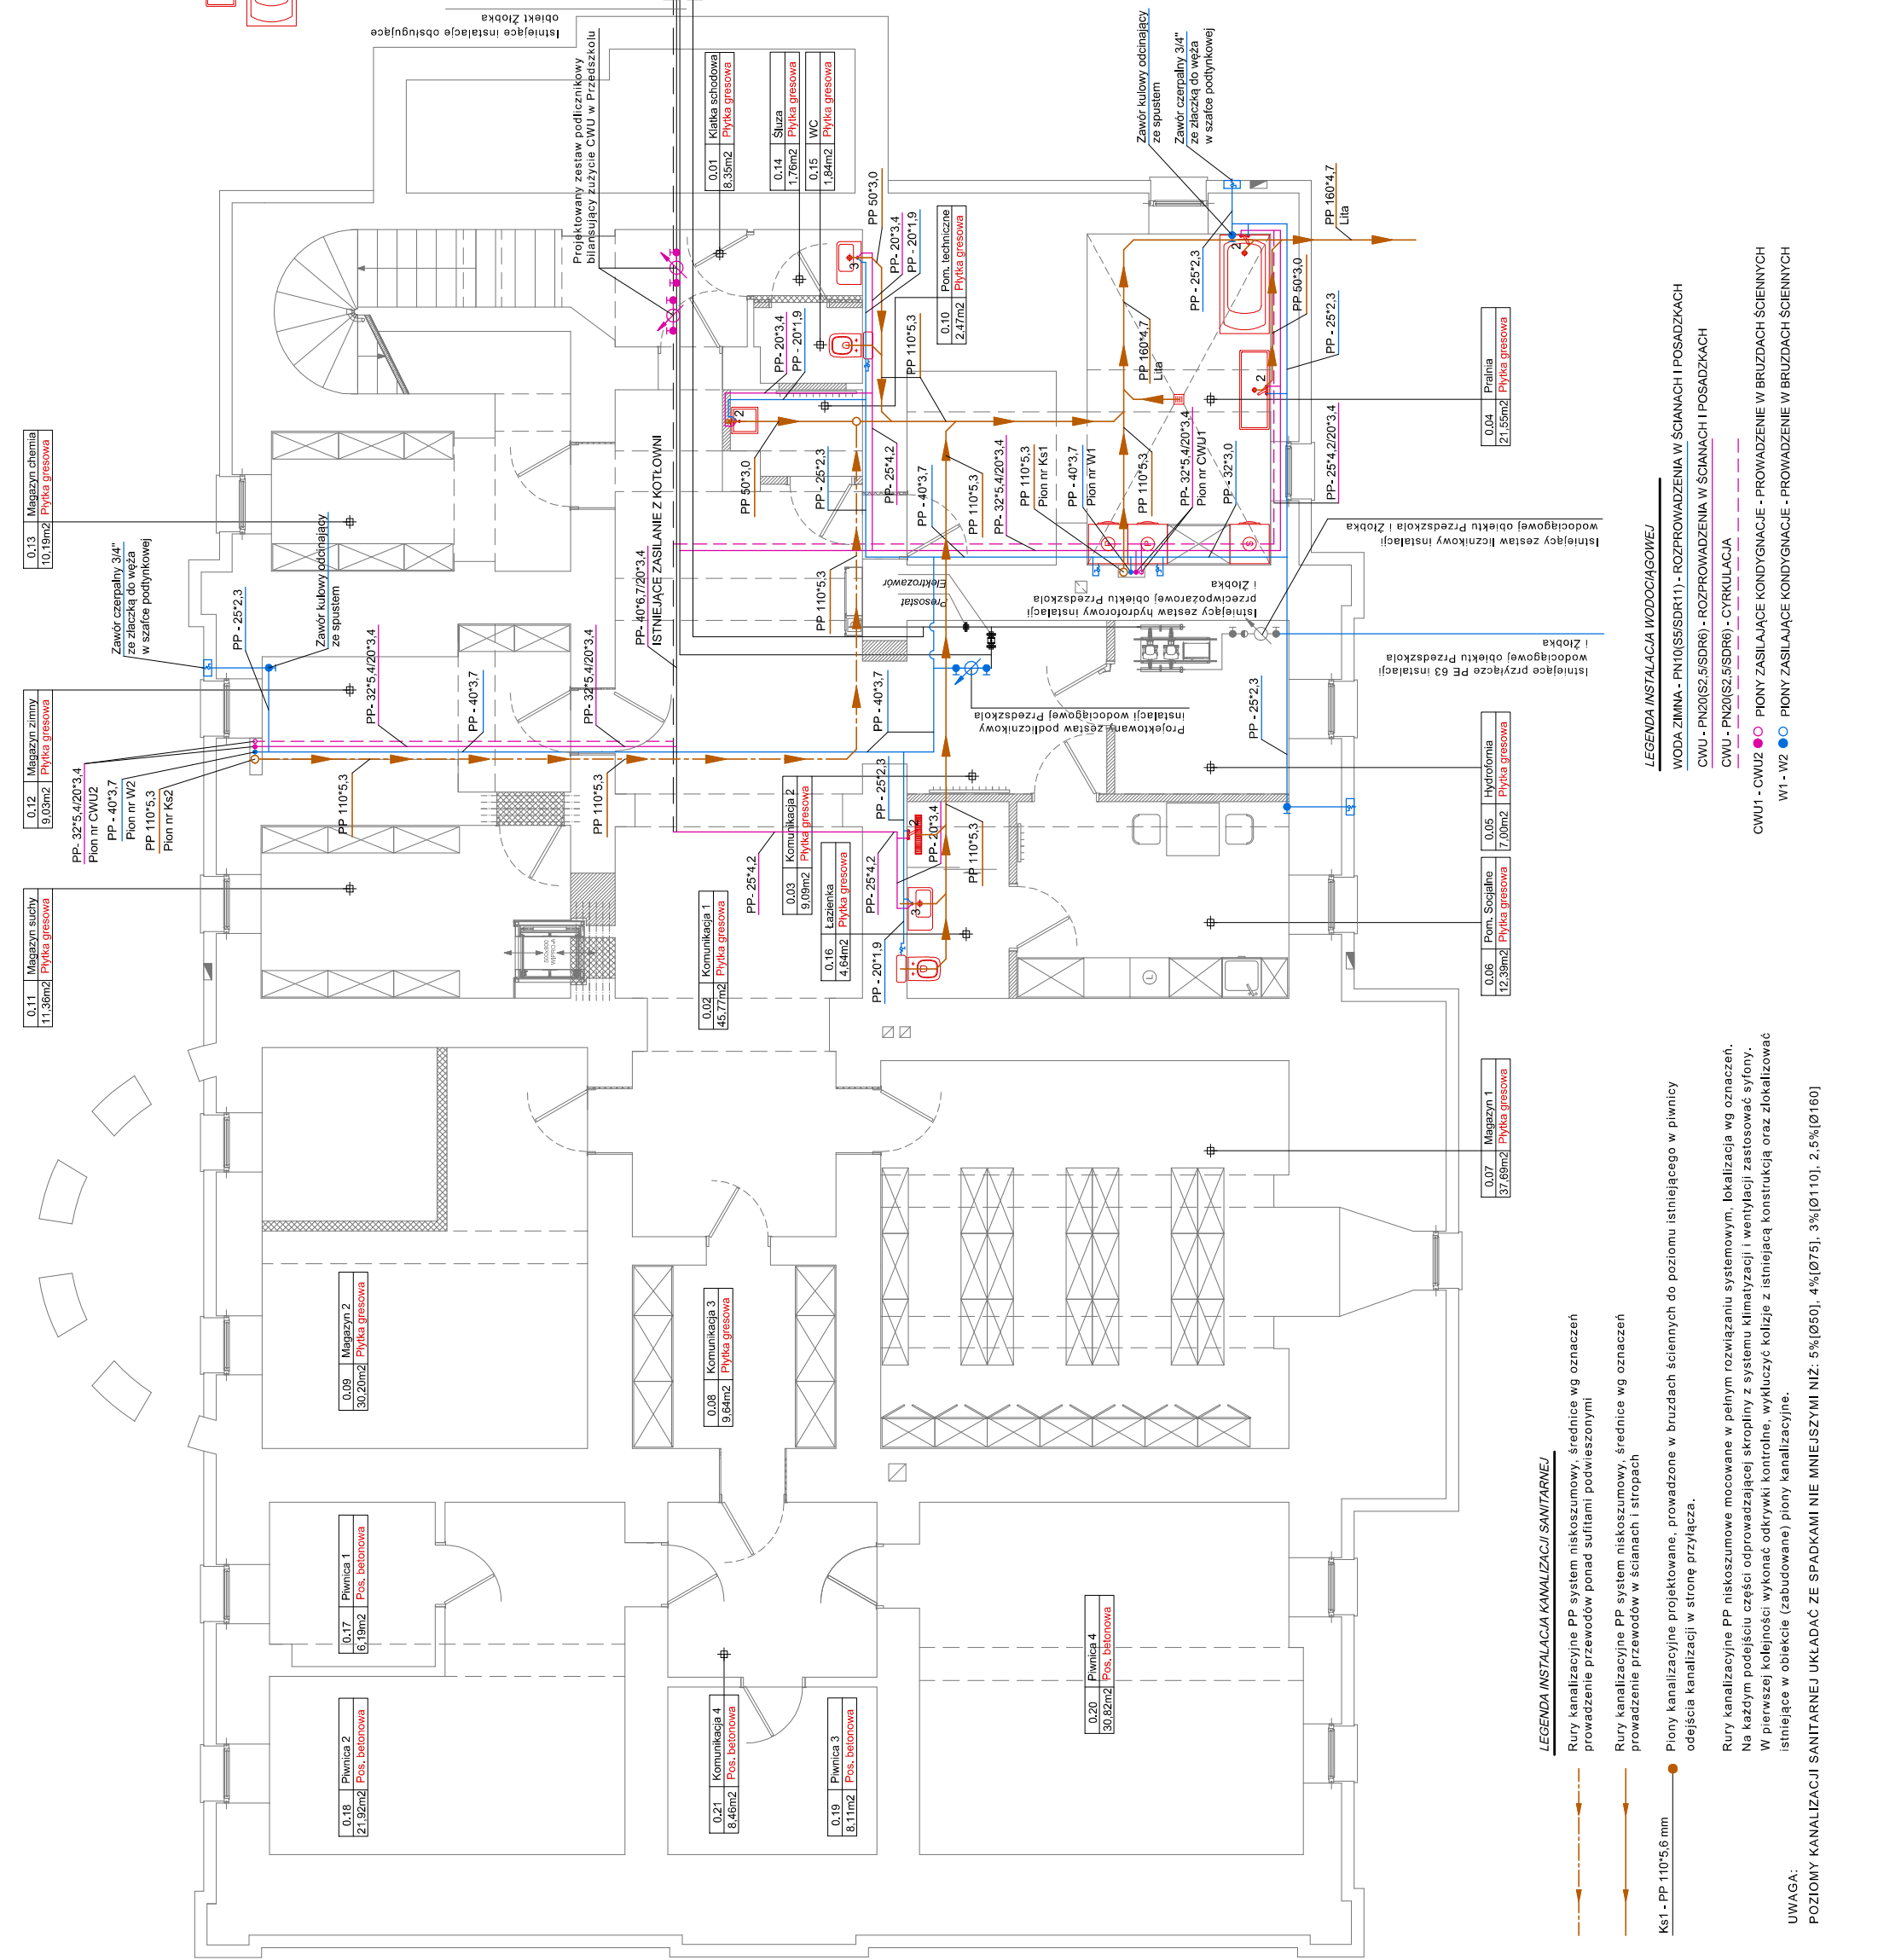 Istniejące instalacje obsługujące
obiekt Żłobka
Projektowany zestaw podlicznikowy
bilansujący zużycie CWU w Przedszkolu
0.01 Klatka schodowa
8,35m2 Płytka gresowa
0.14 Śluza
1,76m2 Płytka gresowa
0.15 WC
1,84m2 Płytka gresowa
Zawór kulowy odcinający
ze spustem
Zawór czerpalny 3/4"
ze złączką do węża
w szafce podtynkowej
PP 50*3,0
PP- 20*3,4
PP - 20*1,9
0.10 Pom. techniczne
2,47m2 Płytka gresowa
PP 160*4,7
Lita
PP - 25*2,3
PP 50*3,0
PP - 25*2,3
PP- 20*3,4
PP - 20*1,9
PP 110*5,3
PP 160*4,7
Lita
2
2
2
3
0.04 Pralnia
21,55m2 Płytka gresowa
0.13 Magazyn chemia
10,19m2 Płytka gresowa
Zawór czerpalny 3/4"
ze złączką do węża
w szafce podtynkowej
PP - 25*2,3
Zawór kulowy odcinający
ze spustem
ISTNIEJĄCE ZASILANIE Z KOTŁOWNI
PP- 40*6,7/20*3,4
PP 50*3,0
PP - 25*2,3
PP- 25*4,2
PP - 40*3,7
PP 110*5,3
PP- 32*5,4/20*3,4
PP 110*5,3
Pion nr Ks1
PP - 40*3,7
Pion nr W1
PP 110*5,3
PP- 32*5,4/20*3,4
Pion nr CWU1
PP - 32*3,0
PP- 25*4,2/20*3,4
PP 110*5,3
P
P
S
Elektrozawór
Presostat
Istniejący zestaw hydroforowy instalacji
przeciwpożarowej obiektu Przedszkola
i Żłobka
Istniejący zestaw licznikowy instalacji
wodociągowej obiektu Przedszkola i Żłobka
Istniejące przyłącze PE 63 instalacji
wodociągowej obiektu Przedszkola
i Żłobka
Projektowany zestaw podlicznikowy
instalacji wodociągowej Przedszkola
0.12 Magazyn zimny
9,03m2 Płytka gresowa
PP- 32*5,4/20*3,4
Pion nr CWU2
PP - 40*3,7
Pion nr W2
PP 110*5,3
Pion nr Ks2
PP- 32*5,4/20*3,4
PP - 40*3,7
PP- 32*5,4/20*3,4
PP 110*5,3
PP 110*5,3
PP - 40*3,7
PP - 25*2,3
PP - 25*2,3
PP- 20*3,4
PP 110*5,3
PP- 25*4,2
PP- 25*4,2
PP - 20*1,9
2
3
L
0.03 Komunikacja 2
9,09m2 Płytka gresowa
0.16 Łazienka
4,64m2 Płytka gresowa
0.02 Komunikacja 1
45,77m2 Płytka gresowa
0.05 Hydrofornia
7,00m2 Płytka gresowa
0.06 Pom. Socjalne
12,39m2 Płytka gresowa
0.11 Magazyn suchy
11,36m2 Płytka gresowa
0.07 Magazyn 1
37,69m2 Płytka gresowa
0.09 Magazyn 2
30,20m2 Płytka gresowa
0.08 Komunikacja 3
9,64m2 Płytka gresowa
0.17 Piwnica 1
6,19m2 Pos. betonowa
0.18 Piwnica 2
21,92m2 Pos. betonowa
0.21 Komunikacja 4
8,46m2 Pos. betonowa
0.19 Piwnica 3
8,11m2 Pos. betonowa
0.20 Piwnica 4
30,82m2 Pos. betonowa
LEGENDA INSTALACJA WODOCIĄGOWEJ
WODA ZIMNA - PN10(S5/SDR11) - ROZPROWADZENIA W ŚCIANACH I POSADZKACH
CWU - PN20(S2,5/SDR6) - ROZPROWADZENIA W ŚCIANACH I POSADZKACH
CWU - PN20(S2,5/SDR6) - CYRKULACJA
CWU1 - CWU2 PIONY ZASILAJĄCE KONDYGNACJE - PROWADZENIE W BRUZDACH ŚCIENNYCH
W1 - W2 PIONY ZASILAJĄCE KONDYGNACJE - PROWADZENIE W BRUZDACH ŚCIENNYCH
LEGENDA INSTALACJA KANALIZACJI SANITARNEJ
Rury kanalizacyjne PP system niskoszumowy, średnice wg oznaczeń
prowadzenie przewodów ponad sufitami podwieszonymi
Rury kanalizacyjne PP system niskoszumowy, średnice wg oznaczeń
prowadzenie przewodów w ścianach i stropach
Ks1 - PP 110*5,6 mm
Piony kanalizacyjne projektowane, prowadzone w bruzdach ściennych do poziomu istniejącego w piwnicy
odejścia kanalizacji w stronę przyłącza.
Rury kanalizacyjne PP niskoszumowe mocowane w pełnym rozwiązaniu systemowym, lokalizacja wg oznaczeń.
Na każdym podejściu części odprowadzającej skropliny z systemu klimatyzacji i wentylacji zastosować syfony.
W pierwszej kolejności wykonać odkrywki kontrolne, wykluczyć kolizje z istniejącą konstrukcją oraz zlokalizować
istniejące w obiekcie (zabudowane) piony kanalizacyjne.
UWAGA:
POZIOMY KANALIZACJI SANITARNEJ UKŁADAĆ ZE SPADKAMI NIE MNIEJSZYMI NIŻ: 5%[Ø50], 4%[Ø75], 3%[Ø110], 2,5%[Ø160]